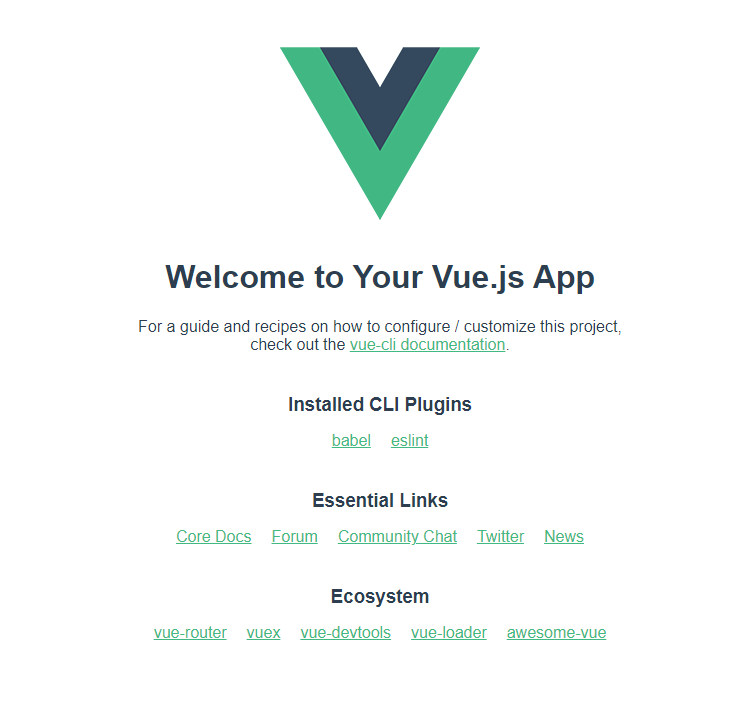 Welcome to Your Vue.js App
For a guide and recipes on how to configure / customize this project,
check out the vue-cli documentation.
Installed CLI Plugins
babel eslint
Essential Links
Core Docs Forum Community Chat Twitter News
Ecosystem
vue-router vuex vue-devtools vue-loader awesome-vue